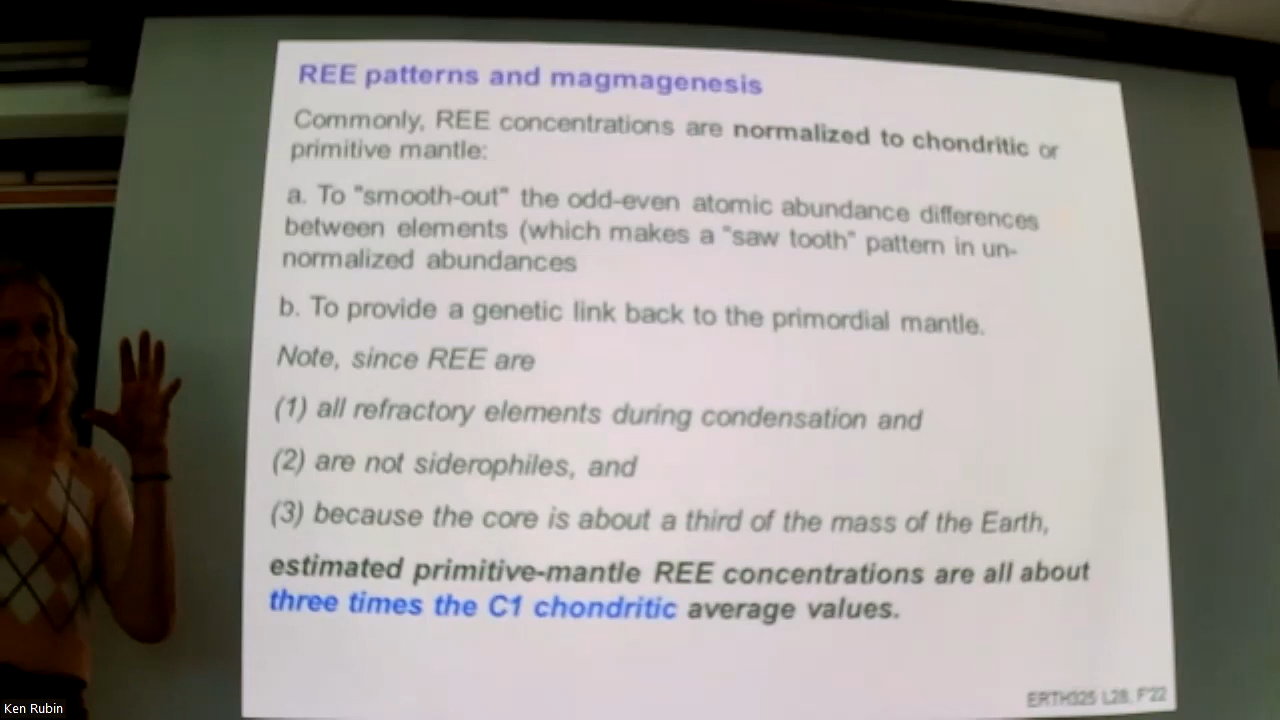 REE patterns and magmagenesis
Commonly, REE concentrations are normalized to chondritic or
primitive mantle:
a. To "smooth-out" the odd-even atomic abundance differences
between elements (which makes a "saw tooth" pattern in un-
normalized abundances
b. To provide a genetic link back to the primordial mantle.
Note, since REE are
(1) all refractory elements during condensation and
(2) are not siderophiles, and
(3) because the core is about a third of the mass of the Earth,
estimated primitive-mantle REE concentrations are all about
three times the C1 chondritic average values.
ERTH325 L28, F'22
Ken Rubin